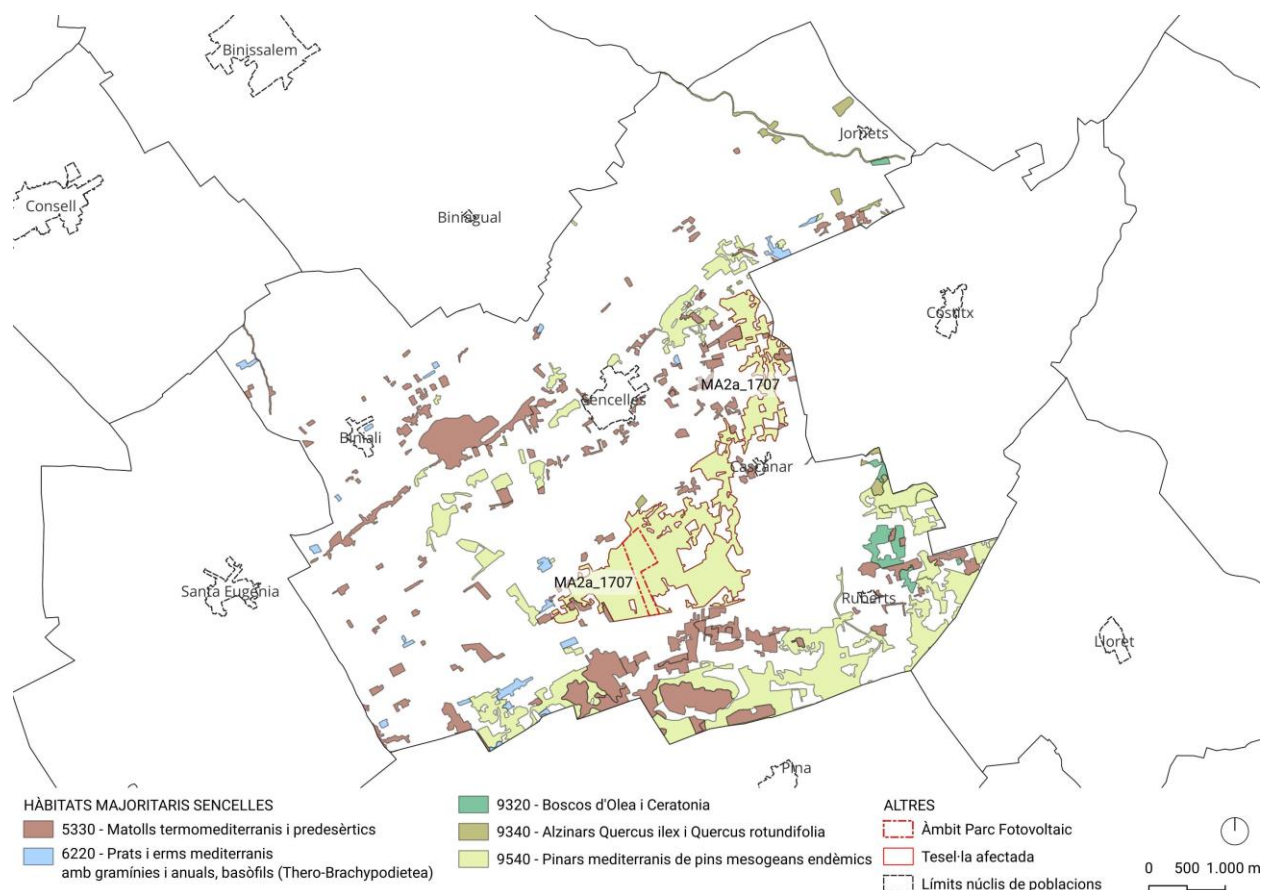 Binissalem
Jornets
Consell
Biniagual
Costitx
MA2a_1707
Sencelles
Biniali
Cascanar
MA2a_1707
Santa Eugènia
Ruberts
Lloret
Pina
HÀBITATS MAJORITARIS SENCELLES
5330 - Matolls termomediterranis i predesèrtics
6220 - Prats i erms mediterranis
amb gramínies i anuals, basòfils (Thero-Brachypodietea)
9320 - Boscos d'Olea i Ceratonia
9340 - Alzinars Quercus ilex i Quercus rotundifolia
9540 - Pinars mediterranis de pins mesogeans endèmics
ALTRES
Àmbit Parc Fotovoltaic
Tesel·la afectada
Límits núclis de poblacions
0 500 1.000 m